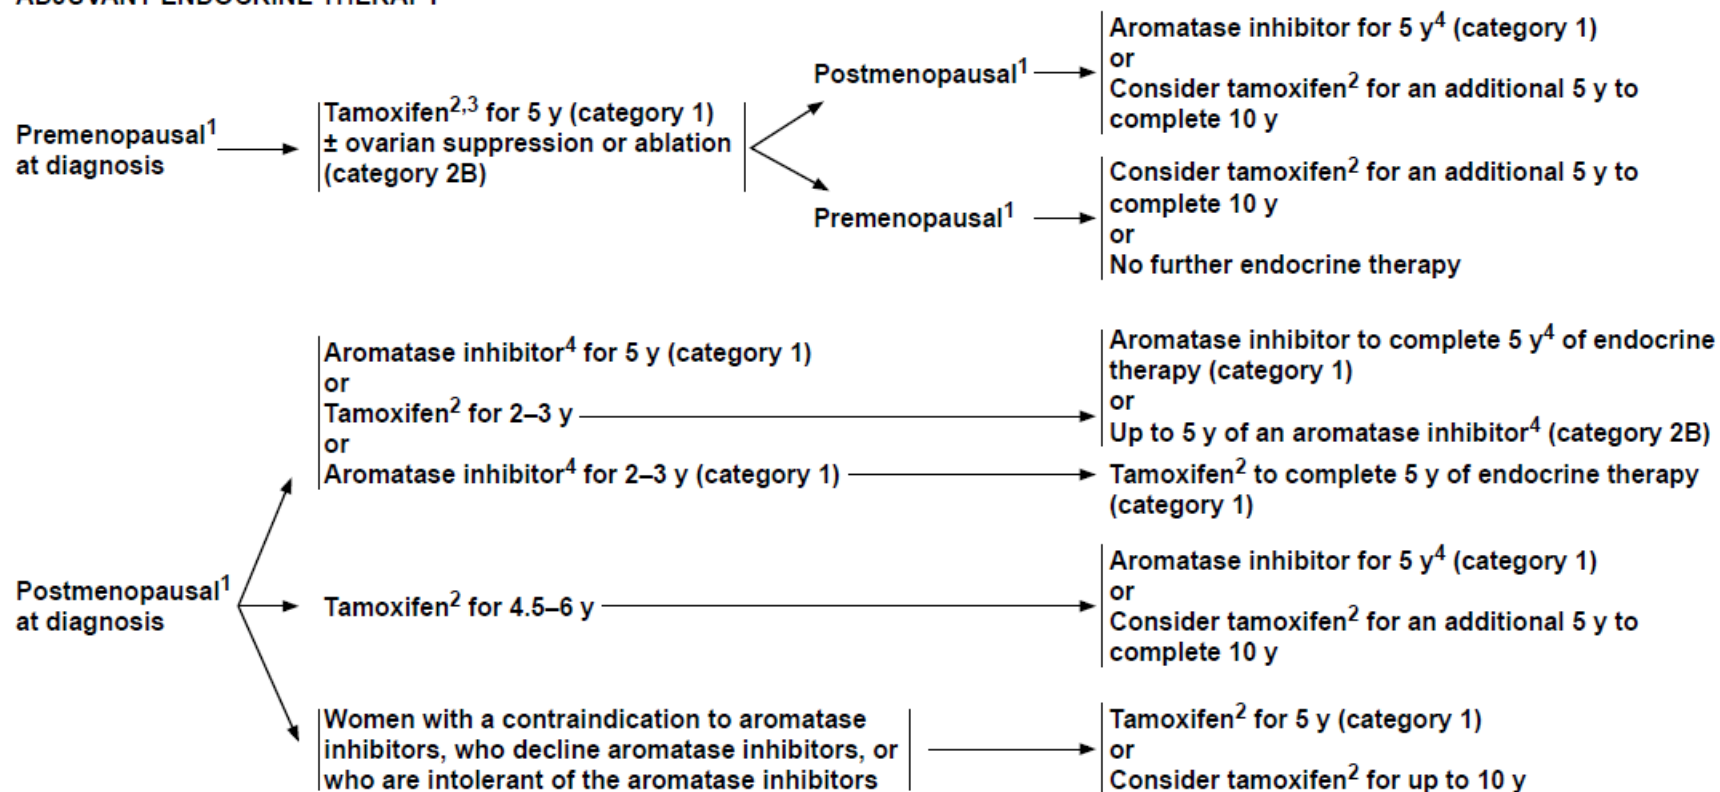 ADJUVANT ENDOCRINE THERAPY
Premenopausal1
at diagnosis
Tamoxifen2,3 for 5 y (category 1)
± ovarian suppression or ablation
(category 2B)
Postmenopausal1
Aromatase inhibitor for 5 y4 (category 1)
or
Consider tamoxifen2 for an additional 5 y to
complete 10 y
Premenopausal1
Consider tamoxifen2 for an additional 5 y to
complete 10 y
or
No further endocrine therapy
Postmenopausal1
at diagnosis
Aromatase inhibitor4 for 5 y (category 1)
or
Tamoxifen2 for 2–3 y
or
Aromatase inhibitor4 for 2–3 y (category 1)
Aromatase inhibitor to complete 5 y4 of endocrine
therapy (category 1)
or
Up to 5 y of an aromatase inhibitor4 (category 2B)
Tamoxifen2 to complete 5 y of endocrine therapy
(category 1)
Tamoxifen2 for 4.5–6 y
Aromatase inhibitor for 5 y4 (category 1)
or
Consider tamoxifen2 for an additional 5 y to
complete 10 y
Women with a contraindication to aromatase
inhibitors, who decline aromatase inhibitors, or
who are intolerant of the aromatase inhibitors
Tamoxifen2 for 5 y (category 1)
or
Consider tamoxifen2 for up to 10 y